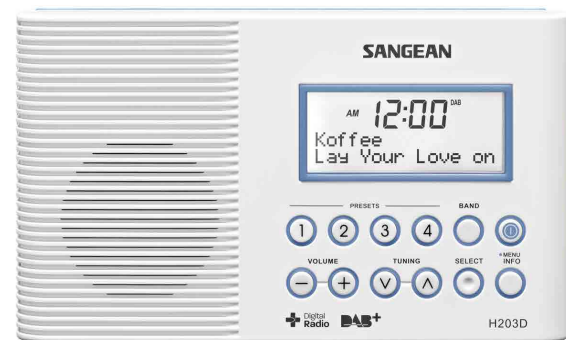 SANGEAN
AM 12:00 DAB
Koffee
Lay Your Love on
PRESETS BAND
1 2 3 4
VOLUME TUNING SELECT MENU
INFO
- + ∨ ∧
Digital
Radio DAB+
H203D